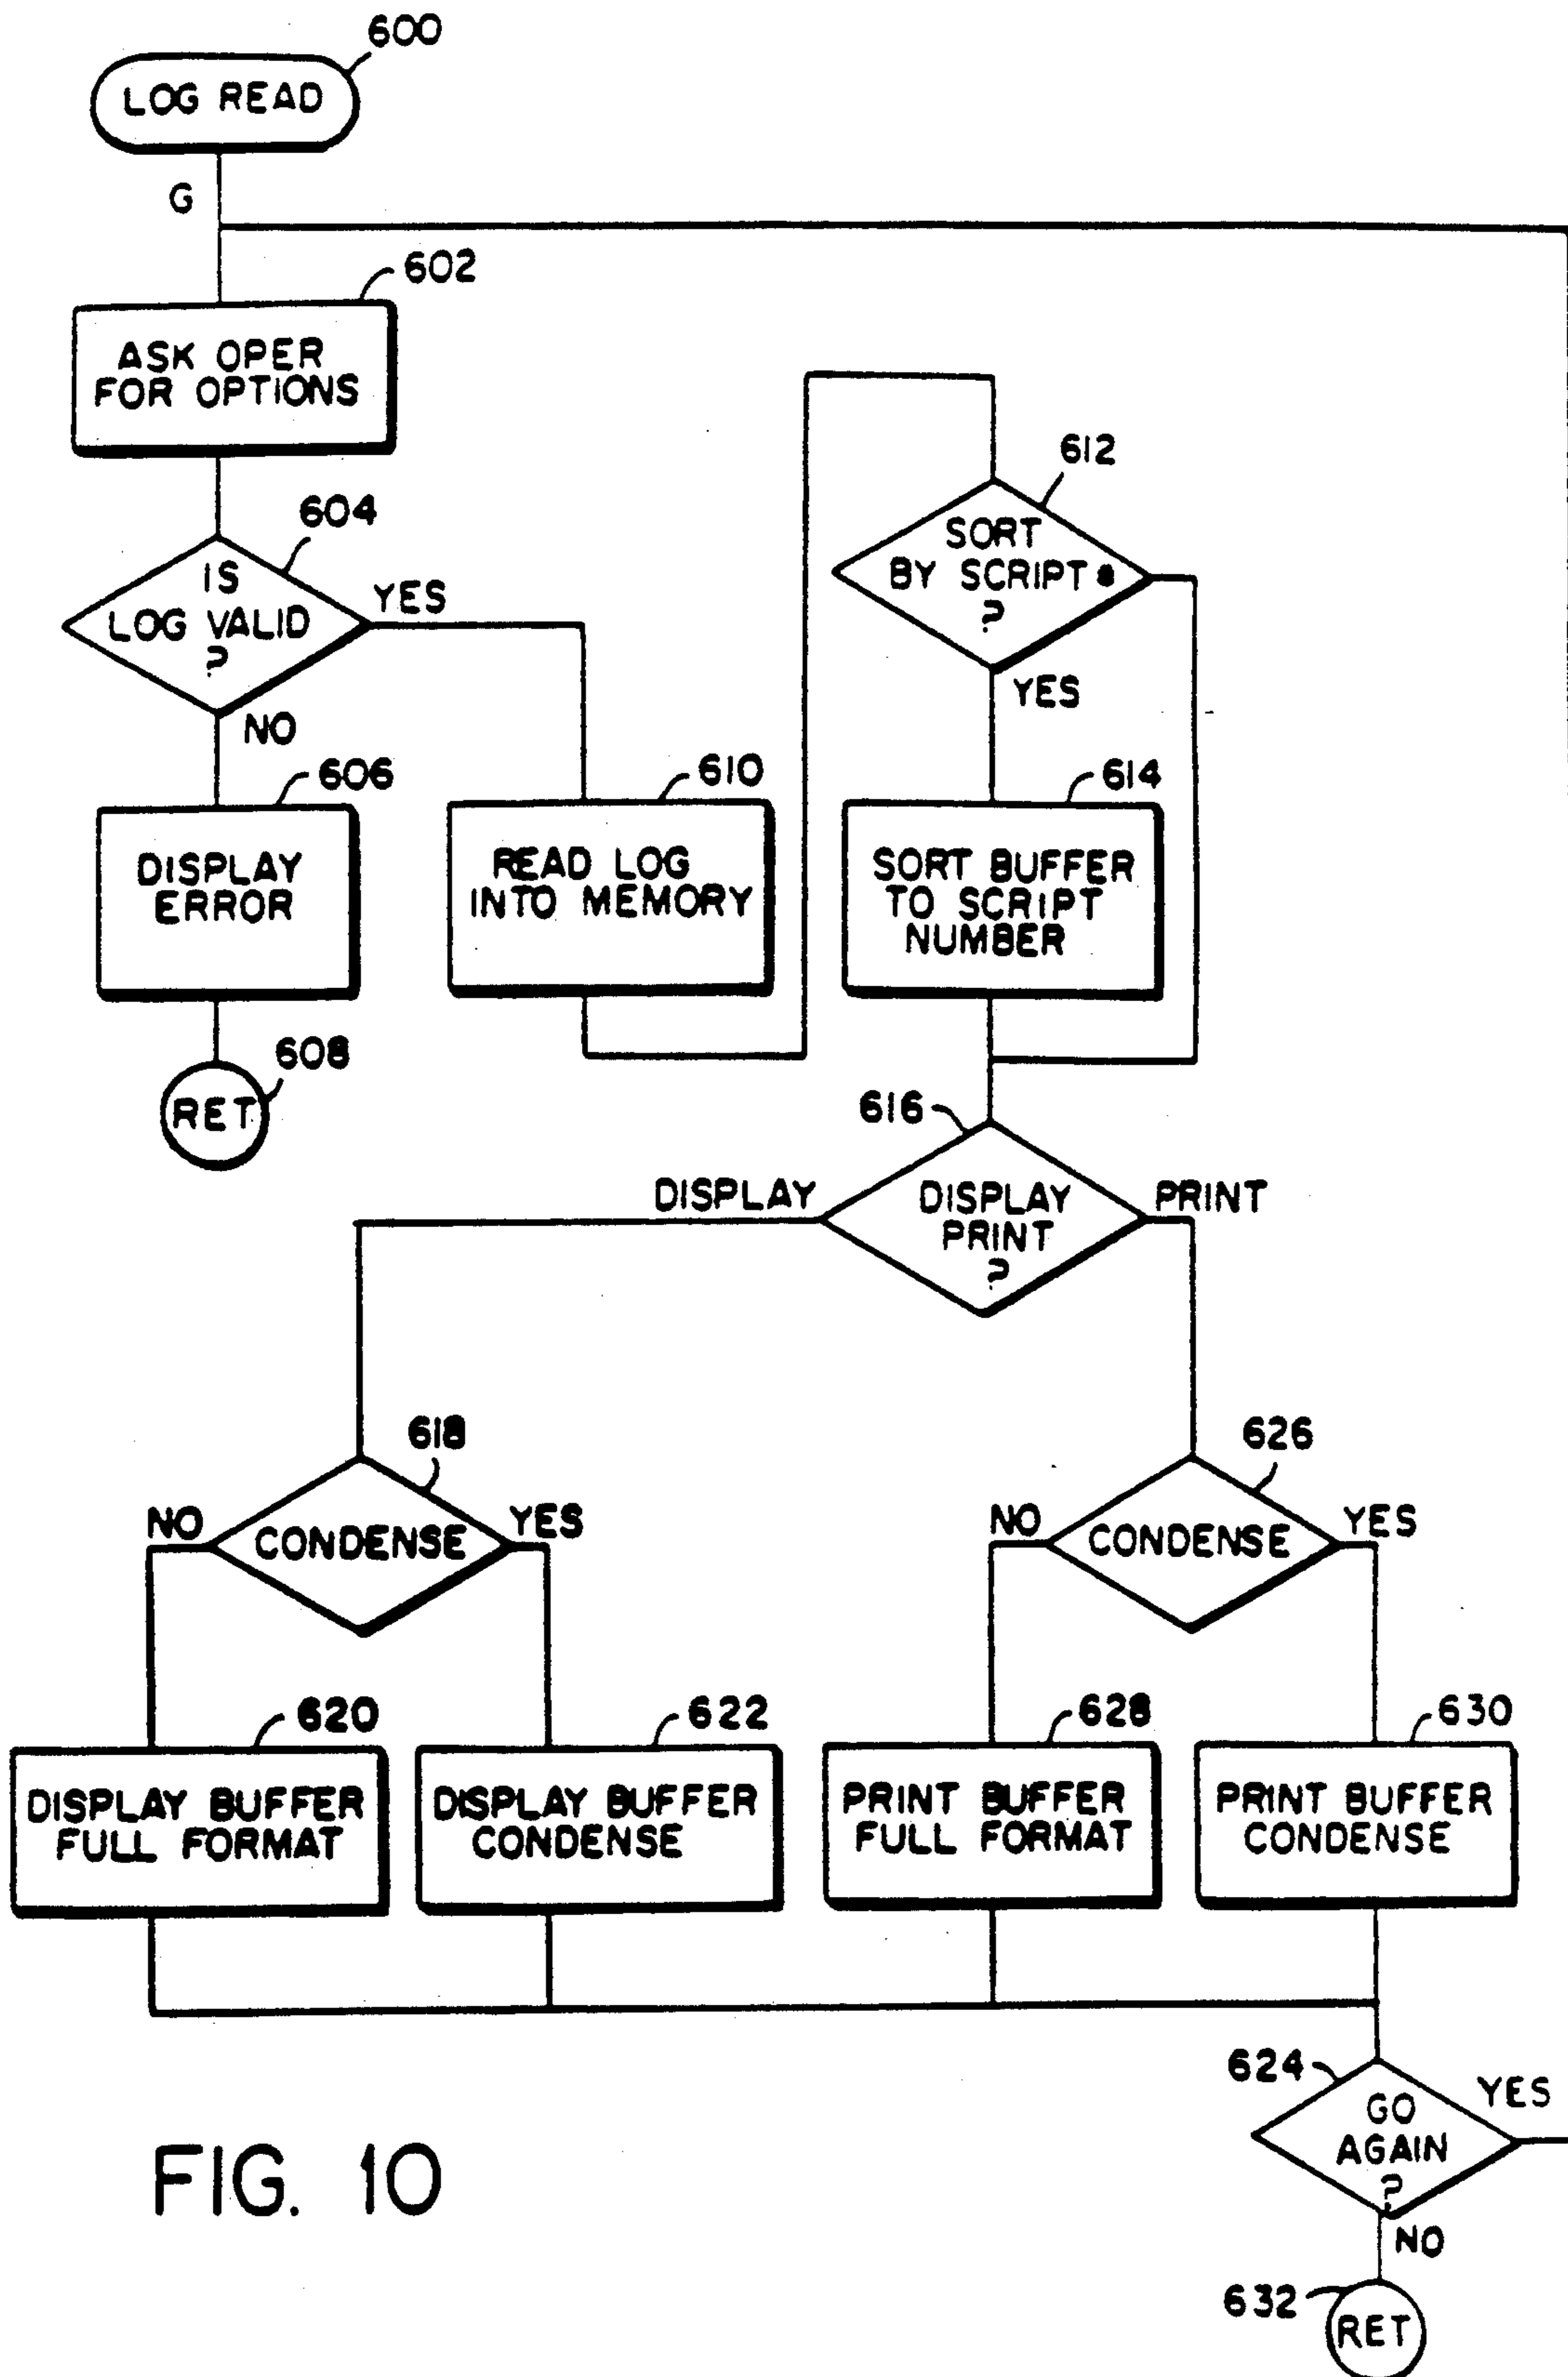 600
LOG READ
G
602
ASK OPER
FOR OPTIONS
604
IS
LOG VALID
?
YES
NO
606
DISPLAY
ERROR
608
RET
610
READ LOG
INTO MEMORY
612
SORT
BY SCRIPT #
?
YES
614
SORT BUFFER
TO SCRIPT
NUMBER
616
DISPLAY
PRINT
?
DISPLAY
PRINT
618
NO
CONDENSE
YES
626
NO
CONDENSE
YES
620
DISPLAY BUFFER
FULL FORMAT
622
DISPLAY BUFFER
CONDENSE
628
PRINT BUFFER
FULL FORMAT
630
PRINT BUFFER
CONDENSE
624
GO
AGAIN
?
YES
NO
632
RET
FIG. 10